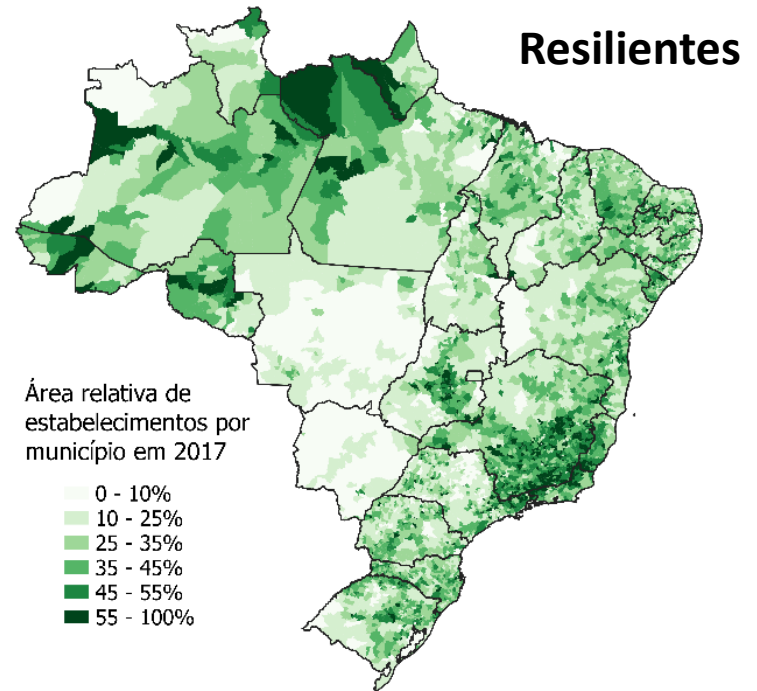 Resilientes
Área relativa de
estabelecimentos por
município em 2017
0 - 10%
10 - 25%
25 - 35%
35 - 45%
45 - 55%
55 - 100%